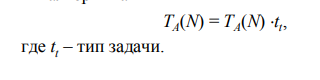 T_A(N) = T_A(N) ·t_t,
где t_t – тип задачи.